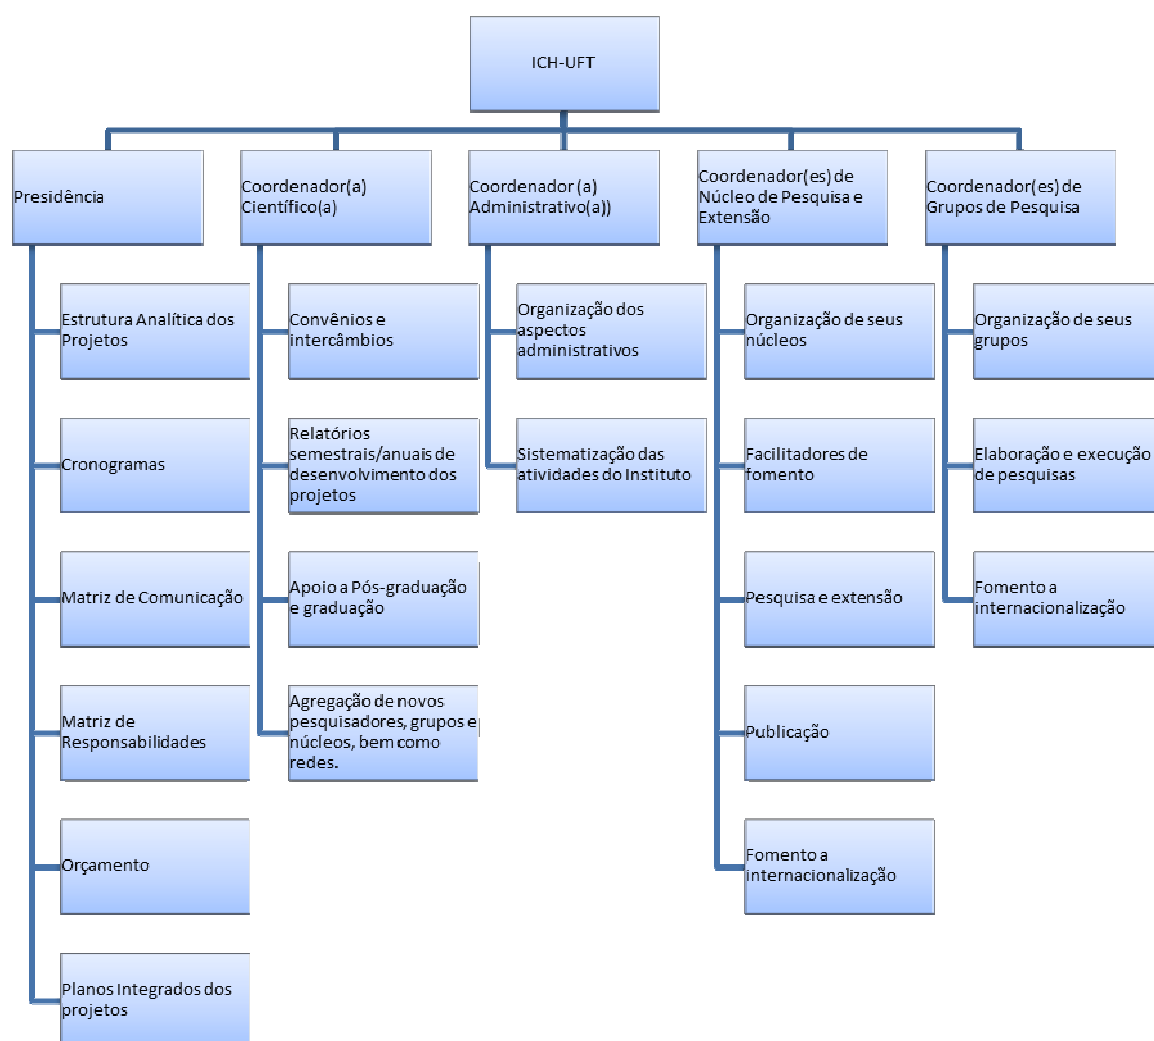 ICH-UFT
Presidência
Estrutura Analítica dos
Projetos
Cronogramas
Matriz de Comunicação
Matriz de
Responsabilidades
Orçamento
Planos Integrados dos
projetos
Coordenador(a)
Científico(a)
Convênios e
intercâmbios
Relatórios
semestrais/anuais de
desenvolvimento dos
projetos
Apoio a Pós-graduação
e graduação
Agregação de novos
pesquisadores, grupos e
núcleos, bem como
redes.
Coordenador (a)
Administrativo(a))
Organização dos
aspectos
administrativos
Sistematização das
atividades do Instituto
Coordenador(es) de
Núcleo de Pesquisa e
Extensão
Organização de seus
núcleos
Facilitadores de
fomento
Pesquisa e extensão
Publicação
Fomento a
internacionalização
Coordenador(es) de
Grupos de Pesquisa
Organização de seus
grupos
Elaboração e execução
de pesquisas
Fomento a
internacionalização